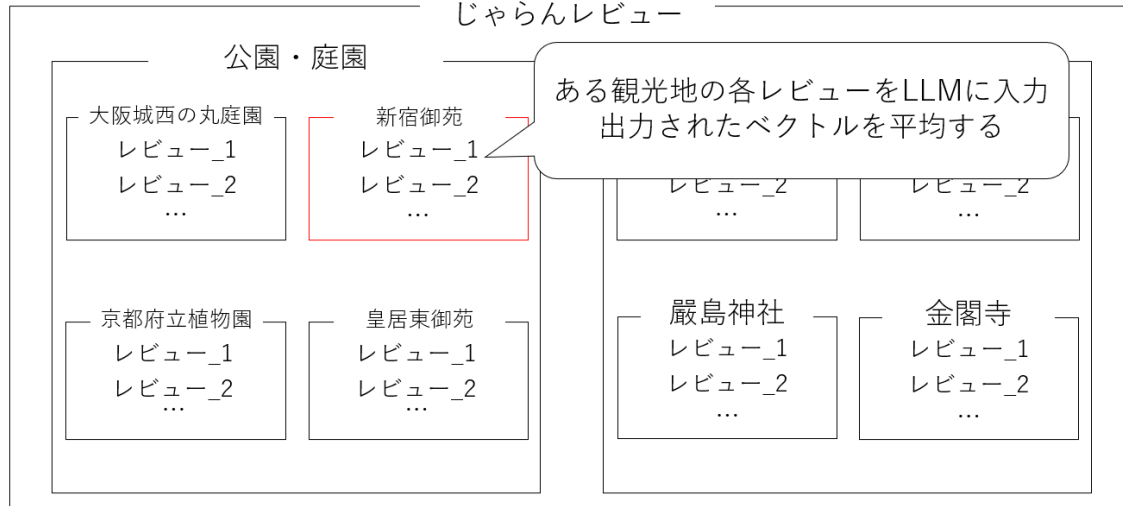 じゃらんレビュー
公園・庭園
ある観光地の各レビューをLLMに入力
出力されたベクトルを平均する
大阪城西の丸庭園
レビュー_1
レビュー_2
…
新宿御苑
レビュー_1
レビュー_2
…
レビュー_2
…
レビュー_2
…
京都府立植物園
レビュー_1
レビュー_2
…
皇居東御苑
レビュー_1
レビュー_2
…
嚴島神社
レビュー_1
レビュー_2
…
金閣寺
レビュー_1
レビュー_2
…